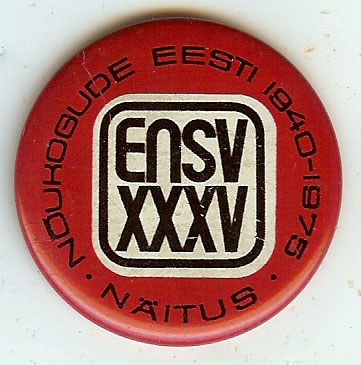 NÕUKOGUDE EESTI 1940-1975 ·
ENSV
XXXV
· NÄITUS ·